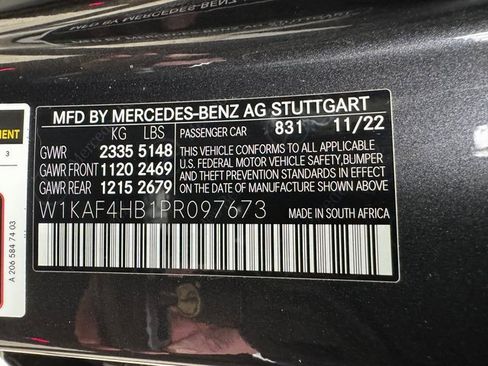 MFD BY MERCEDES-BENZ AG STUTTGART
KG LBS
PASSENGER CAR 831 11/22
GVWR 2335 5148
GAWR FRONT 1120 2469
GAWR REAR 1215 2679
THIS VEHICLE CONFORMS TO ALL APPLICABLE
U.S. FEDERAL MOTOR VEHICLE SAFETY, BUMPER
AND THEFT PREVENTION STANDARDS IN EFFECT
ON THE DATE OF MANUFACTURE SHOWN ABOVE.
W1KAF4HB1PR097673 MADE IN SOUTH AFRICA
3
A 206 584 74 03